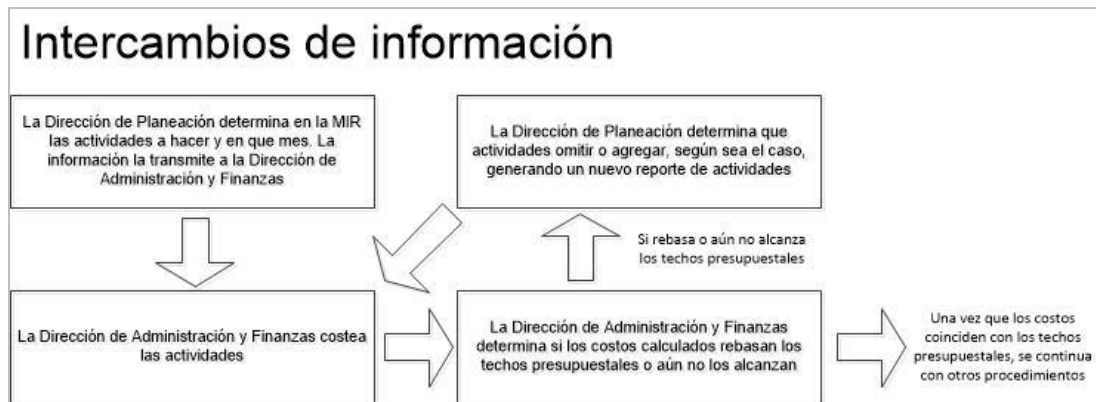 Intercambios de información
La Dirección de Planeación determina en la MIR
las actividades a hacer y en que mes. La
información la transmite a la Dirección de
Administración y Finanzas
La Dirección de Planeación determina que
actividades omitir o agregar, según sea el caso,
generando un nuevo reporte de actividades
Si rebasa o aún no alcanza
los techos presupuestales
La Dirección de Administración y Finanzas costea
las actividades
La Dirección de Administración y Finanzas
determina si los costos calculados rebasan los
techos presupuestales o aún no los alcanzan
Una vez que los costos
coinciden con los techos
presupuestales, se continua
con otros procedimientos